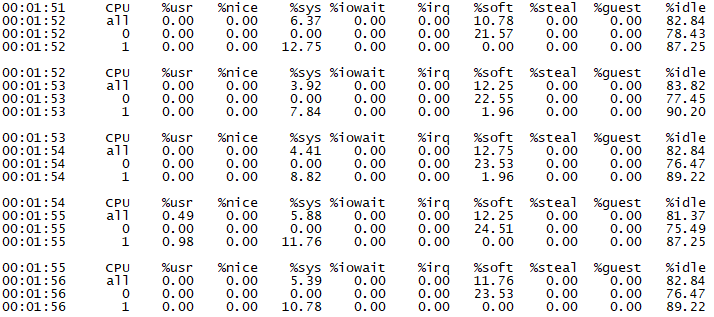 00:01:51 CPU %usr %nice %sys %iowait %irq %soft %steal %guest %idle
00:01:52 all 0.00 0.00 6.37 0.00 0.00 10.78 0.00 0.00 82.84
00:01:52 0 0.00 0.00 0.00 0.00 0.00 21.57 0.00 0.00 78.43
00:01:52 1 0.00 0.00 12.75 0.00 0.00 0.00 0.00 0.00 87.25
00:01:52 CPU %usr %nice %sys %iowait %irq %soft %steal %guest %idle
00:01:53 all 0.00 0.00 3.92 0.00 0.00 12.25 0.00 0.00 83.82
00:01:53 0 0.00 0.00 0.00 0.00 0.00 22.55 0.00 0.00 77.45
00:01:53 1 0.00 0.00 7.84 0.00 0.00 1.96 0.00 0.00 90.20
00:01:53 CPU %usr %nice %sys %iowait %irq %soft %steal %guest %idle
00:01:54 all 0.00 0.00 4.41 0.00 0.00 12.75 0.00 0.00 82.84
00:01:54 0 0.00 0.00 0.00 0.00 0.00 23.53 0.00 0.00 76.47
00:01:54 1 0.00 0.00 8.82 0.00 0.00 1.96 0.00 0.00 89.22
00:01:54 CPU %usr %nice %sys %iowait %irq %soft %steal %guest %idle
00:01:55 all 0.49 0.00 5.88 0.00 0.00 12.25 0.00 0.00 81.37
00:01:55 0 0.00 0.00 0.00 0.00 0.00 24.51 0.00 0.00 75.49
00:01:55 1 0.98 0.00 11.76 0.00 0.00 0.00 0.00 0.00 87.25
00:01:55 CPU %usr %nice %sys %iowait %irq %soft %steal %guest %idle
00:01:56 all 0.00 0.00 5.39 0.00 0.00 11.76 0.00 0.00 82.84
00:01:56 0 0.00 0.00 0.00 0.00 0.00 23.53 0.00 0.00 76.47
00:01:56 1 0.00 0.00 10.78 0.00 0.00 0.00 0.00 0.00 89.22